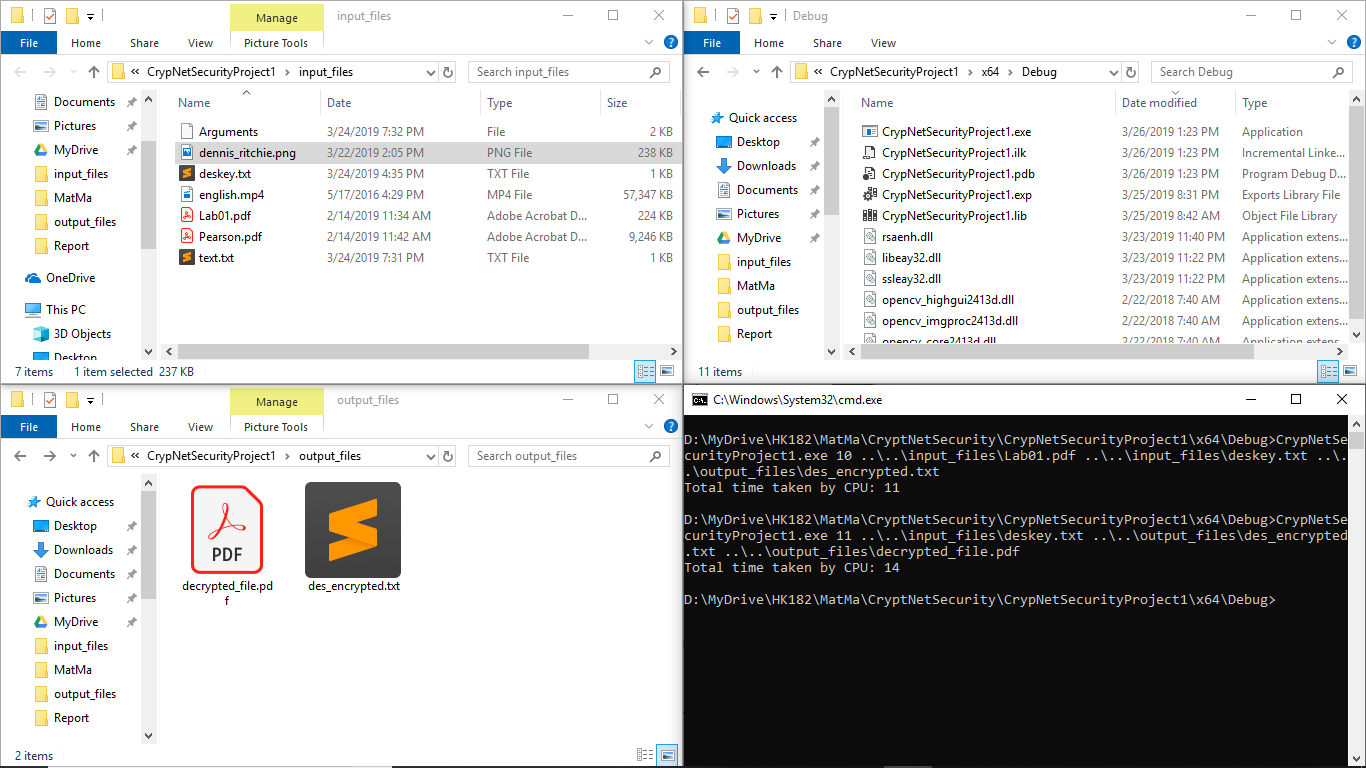 Manage
input_files
File
Home
Share
View
Picture Tools
CrypNetSecurityProject1
input_files
Search input_files
Documents
Pictures
MyDrive
input_files
MatMa
output_files
Report
OneDrive
This PC
3D Objects
Desktop
Name Date Type Size
Arguments 3/24/2019 7:32 PM File 2 KB
dennis_ritchie.png 3/22/2019 2:05 PM PNG File 238 KB
deskey.txt 3/24/2019 4:35 PM TXT File 1 KB
english.mp4 5/17/2016 4:29 PM MP4 File 57,347 KB
Lab01.pdf 2/14/2019 11:34 AM Adobe Acrobat D... 224 KB
Pearson.pdf 2/14/2019 11:42 AM Adobe Acrobat D... 9,246 KB
text.txt 3/24/2019 7:31 PM TXT File 1 KB
7 items 1 item selected 237 KB
Debug
File
Home
Share
View
CrypNetSecurityProject1
x64
Debug
Search Debug
Quick access
Desktop
Downloads
Documents
Pictures
MyDrive
input_files
MatMa
output_files
Report
Name Date modified Type
CrypNetSecurityProject1.exe 3/26/2019 1:23 PM Application
CrypNetSecurityProject1.ilk 3/26/2019 1:23 PM Incremental Linke...
CrypNetSecurityProject1.pdb 3/26/2019 1:23 PM Program Debug D...
CrypNetSecurityProject1.exp 3/25/2019 8:31 PM Exports Library File
CrypNetSecurityProject1.lib 3/25/2019 8:42 AM Object File Library
rsaenh.dll 3/23/2019 11:40 PM Application extens...
libeay32.dll 3/23/2019 11:22 PM Application extens...
ssleay32.dll 3/23/2019 11:22 PM Application extens...
opencv_highgui2413d.dll 2/22/2018 7:40 AM Application extens...
opencv_imgproc2413d.dll 2/22/2018 7:40 AM Application extens...
opencv_core2413d.dll 2/22/2018 7:40 AM Application extens...
11 items
Manage
output_files
File
Home
Share
View
Picture Tools
CrypNetSecurityProject1
output_files
Search output_files
Quick access
Desktop
Downloads
Documents
Pictures
MyDrive
input_files
MatMa
output_files
Report
PDF
decrypted_file.pd
f
des_encrypted.txt
2 items
C:\Windows\System32\cmd.exe
D:\MyDrive\HK182\MatMa\CryptNetSecurity\CrypNetSecurityProject1\x64\Debug>CrypNetSe
curityProject1.exe 10 ..\..\input_files\Lab01.pdf ..\..\input_files\deskey.txt ..\.
.\output_files\des_encrypted.txt
Total time taken by CPU: 11
D:\MyDrive\HK182\MatMa\CryptNetSecurity\CrypNetSecurityProject1\x64\Debug>CrypNetSe
curityProject1.exe 11 ..\..\input_files\deskey.txt ..\..\output_files\des_encrypted
.txt ..\..\output_files\decrypted_file.pdf
Total time taken by CPU: 14
D:\MyDrive\HK182\MatMa\CryptNetSecurity\CrypNetSecurityProject1\x64\Debug>